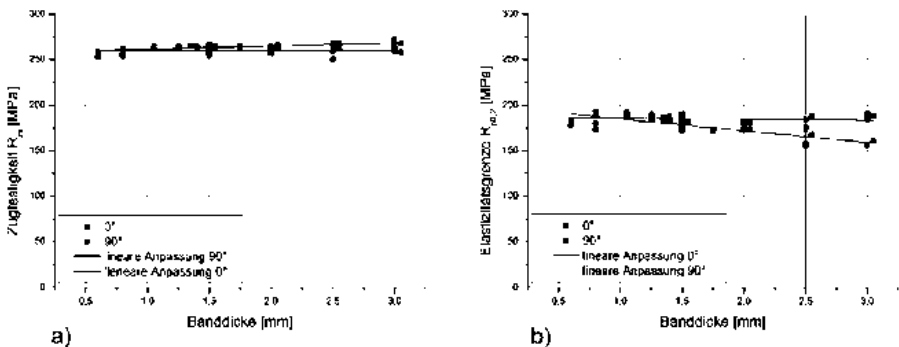 300
250
200
150
100
50
0
Zugfestigkeit Rm [MPa]
0°
90°
lineare Anpassung 90°
lineare Anpassung 0°
0,5 1,0 1,5 2,0 2,5 3,0
Banddicke [mm]
a)
300
250
200
150
100
50
0
Elastizitätsgrenze Rp0,2 [MPa]
0°
90°
lineare Anpassung 0°
lineare Anpassung 90°
0,5 1,0 1,5 2,0 2,5 3,0
Banddicke [mm]
b)